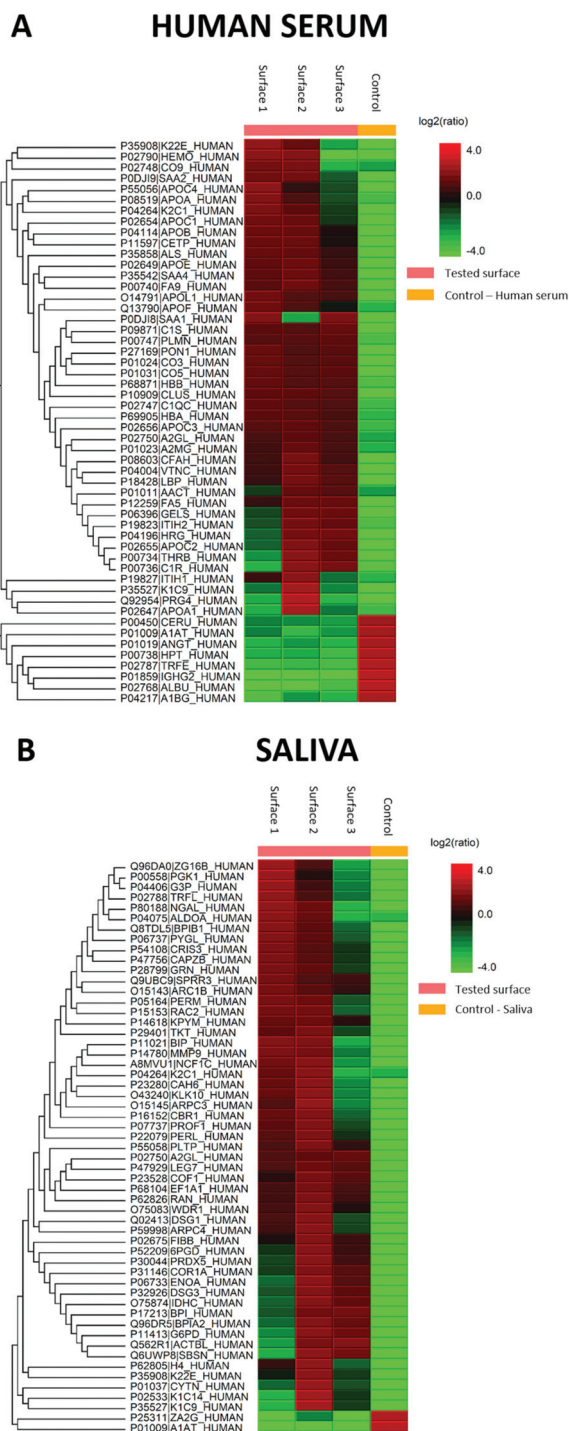 A HUMAN SERUM
Surface 1
Surface 2
Surface 3
Control
log2(ratio)
4.0
0.0
-4.0
Tested surface
Control – Human serum
P35908|K22E_HUMAN
P02790|HEMO_HUMAN
P02748|CO9_HUMAN
P0DJI9|SAA2_HUMAN
P55056|APOC4_HUMAN
P08519|APOA_HUMAN
P04264|K2C1_HUMAN
P02654|APOC1_HUMAN
P04114|APOB_HUMAN
P11597|CETP_HUMAN
P35858|ALS_HUMAN
P02649|APOE_HUMAN
P35542|SAA4_HUMAN
P00740|FA9_HUMAN
O14791|APOL1_HUMAN
Q13790|APOF_HUMAN
P0DJI8|SAA1_HUMAN
P09871|C1S_HUMAN
P00747|PLMN_HUMAN
P27169|PON1_HUMAN
P01024|CO3_HUMAN
P01031|CO5_HUMAN
P68871|HBB_HUMAN
P10909|CLUS_HUMAN
P02747|C1QC_HUMAN
P69905|HBA_HUMAN
P02656|APOC3_HUMAN
P02750|A2GL_HUMAN
P01023|A2MG_HUMAN
P08603|CFAH_HUMAN
P04004|VTNC_HUMAN
P18428|LBP_HUMAN
P01011|AACT_HUMAN
P12259|FA5_HUMAN
P06396|GELS_HUMAN
P19823|ITIH2_HUMAN
P04196|HRG_HUMAN
P02655|APOC2_HUMAN
P00734|THRB_HUMAN
P00736|C1R_HUMAN
P19827|ITIH1_HUMAN
P35527|K1C9_HUMAN
Q92954|PRG4_HUMAN
P02647|APOA1_HUMAN
P00450|CERU_HUMAN
P01009|A1AT_HUMAN
P01019|ANGT_HUMAN
P00738|HPT_HUMAN
P02787|TRFE_HUMAN
P01859|IGHG2_HUMAN
P02768|ALBU_HUMAN
P04217|A1BG_HUMAN
B SALIVA
Surface 1
Surface 2
Surface 3
Control
log2(ratio)
4.0
0.0
-4.0
Tested surface
Control - Saliva
Q96DA0|ZG16B_HUMAN
P00558|PGK1_HUMAN
P04406|G3P_HUMAN
P02788|TRFL_HUMAN
P80188|NGAL_HUMAN
P04075|ALDOA_HUMAN
Q8TDL5|BPIB1_HUMAN
P06737|PYGL_HUMAN
P54108|CRIS3_HUMAN
P47756|CAPZB_HUMAN
P28799|GRN_HUMAN
Q9UBC9|SPRR3_HUMAN
O15143|ARC1B_HUMAN
P05164|PERM_HUMAN
P15153|RAC2_HUMAN
P14618|KPYM_HUMAN
P29401|TKT_HUMAN
P11021|BIP_HUMAN
P14780|MMP9_HUMAN
A8MVU1|NCF1C_HUMAN
P04264|K2C1_HUMAN
P23280|CAH6_HUMAN
O43240|KLK10_HUMAN
O15145|ARPC3_HUMAN
P16152|CBR1_HUMAN
P07737|PROF1_HUMAN
P22079|PERL_HUMAN
P55058|PLTP_HUMAN
P02750|A2GL_HUMAN
P47929|LEG7_HUMAN
P23528|COF1_HUMAN
P68104|EF1A1_HUMAN
P62826|RAN_HUMAN
O75083|WDR1_HUMAN
Q02413|DSG1_HUMAN
P59998|ARPC4_HUMAN
P02675|FIBB_HUMAN
P52209|6PGD_HUMAN
P30044|PRDX5_HUMAN
P31146|COR1A_HUMAN
P06733|ENOA_HUMAN
P32926|DSG3_HUMAN
O75874|IDHC_HUMAN
P17213|BPI_HUMAN
Q96DR5|BPIA2_HUMAN
P11413|G6PD_HUMAN
Q562R1|ACTBL_HUMAN
Q6UWP8|SBSN_HUMAN
P62805|H4_HUMAN
P35908|K22E_HUMAN
P01037|CYTN_HUMAN
P02533|K1C14_HUMAN
P35527|K1C9_HUMAN
P25311|ZA2G_HUMAN
P01009|A1AT_HUMAN